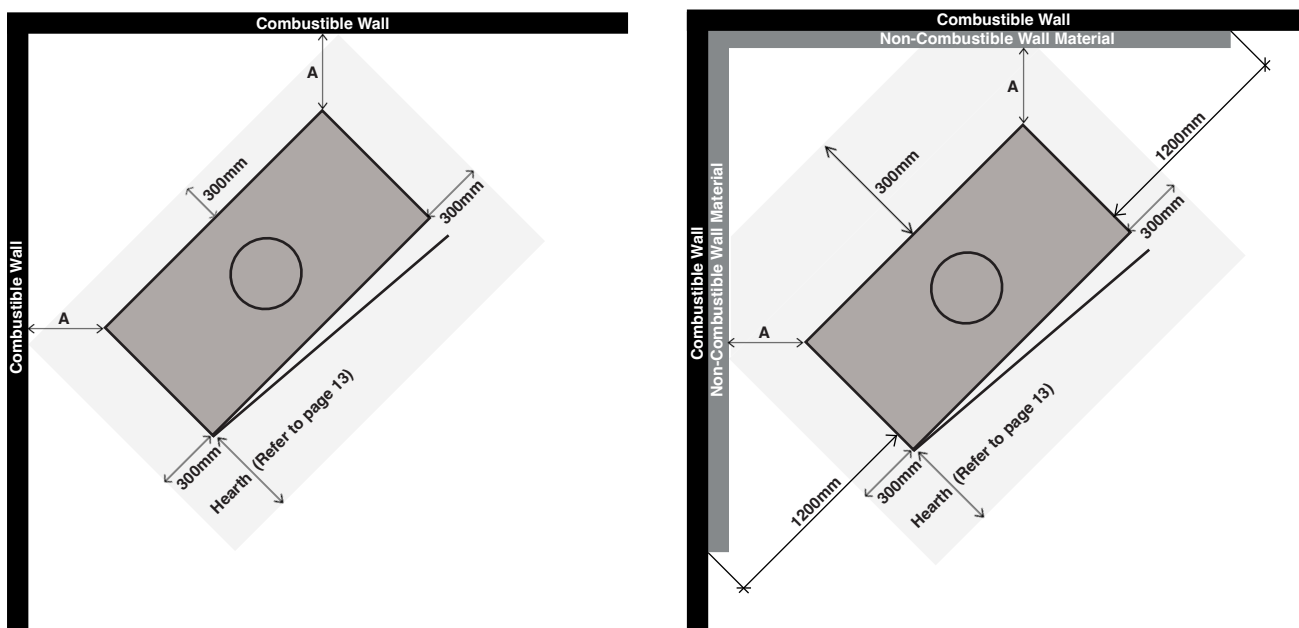 Combustible Wall
A
300mm
300mm
Combustible Wall
A
300mm
Hearth (Refer to page 13)
Combustible Wall
Non-Combustible Wall Material
A
1200mm
300mm
300mm
Combustible Wall
Non-Combustible Wall Material
A
300mm
Hearth (Refer to page 13)
1200mm